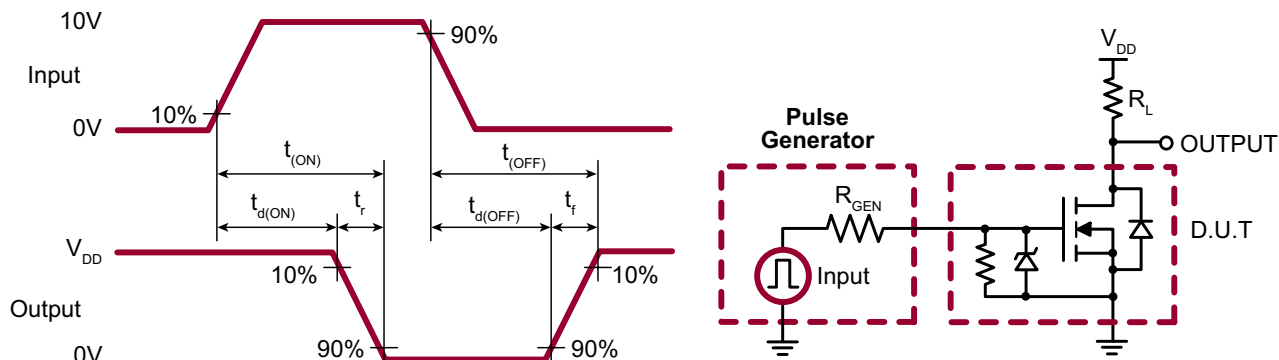 10V
90%
Input
10%
0V
t(ON)
t(OFF)
td(ON)
tr
td(OFF)
tf
VDD
10%
10%
Output
90%
90%
0V
VDD
RL
Pulse
Generator
OUTPUT
RGEN
D.U.T
Input